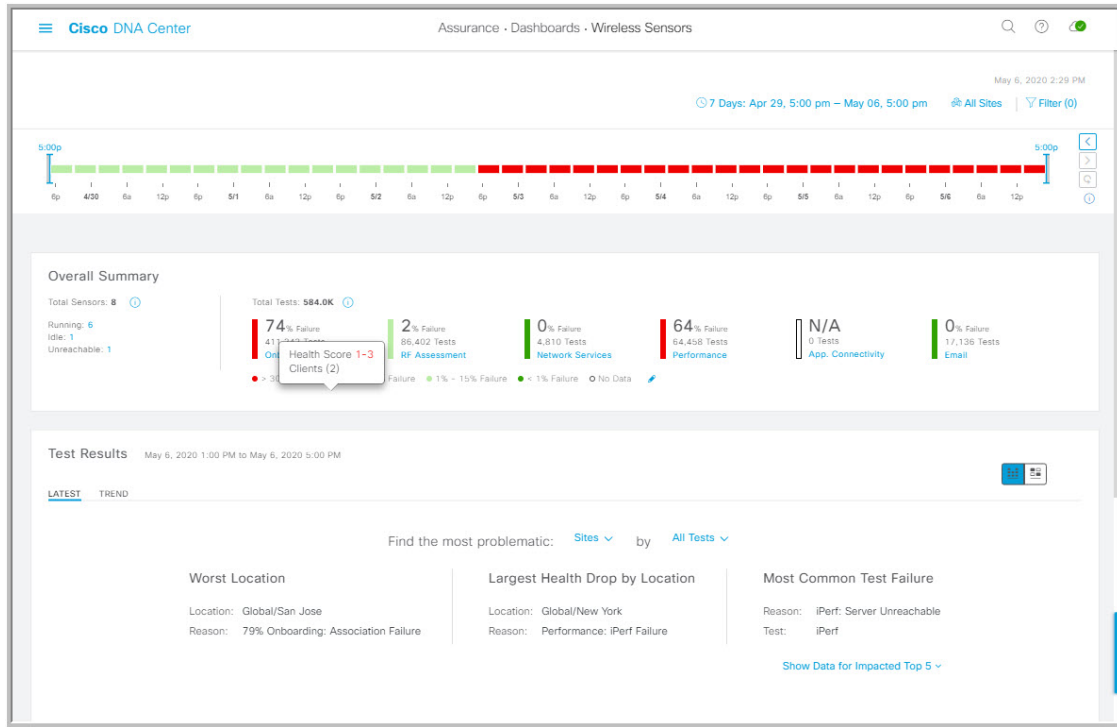 Cisco DNA Center
Assurance · Dashboards · Wireless Sensors
May 6, 2020 2:29 PM
7 Days: Apr 29, 5:00 pm – May 06, 5:00 pm All Sites Filter (0)
5:00p 5:00p
6p 4/30 6a 12p 6p 5/1 6a 12p 6p 5/2 6a 12p 6p 5/3 6a 12p 6p 5/4 6a 12p 6p 5/5 6a 12p 6p 5/6 6a 12p
Overall Summary
Total Sensors: 8 Total Tests: 584.0K
Running: 6
Idle: 1
Unreachable: 1
74% Failure
Health Score 1-3
Clients (2)
2% Failure
86,402 Tests
RF Assessment
0% Failure
4,810 Tests
Network Services
64% Failure
64,458 Tests
Performance
N/A
0 Tests
App. Connectivity
0% Failure
17,136 Tests
Email
Failure 1% - 15% Failure < 1% Failure No Data
Test Results May 6, 2020 1:00 PM to May 6, 2020 5:00 PM
LATEST TREND
Find the most problematic: Sites by All Tests
Worst Location
Location: Global/San Jose
Reason: 79% Onboarding: Association Failure
Largest Health Drop by Location
Location: Global/New York
Reason: Performance: iPerf Failure
Most Common Test Failure
Reason: iPerf: Server Unreachable
Test: iPerf
Show Data for Impacted Top 5